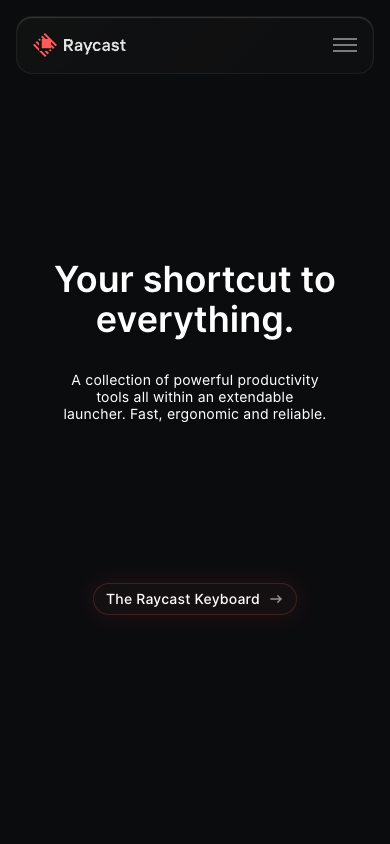 Raycast
Your shortcut to
everything.
A collection of powerful productivity
tools all within an extendable
launcher. Fast, ergonomic and reliable.
The Raycast Keyboard